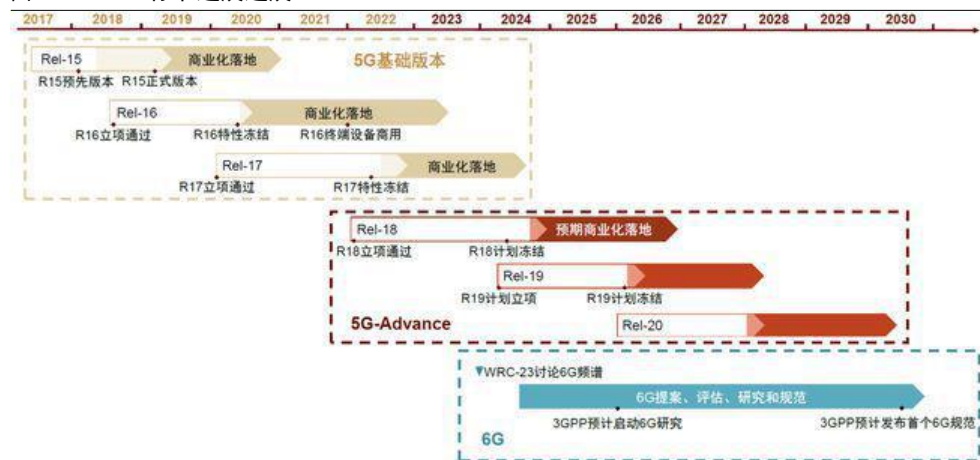 2017 2018 2019 2020 2021 2022 2023 2024 2025 2026 2027 2028 2029 2030
Rel-15 商业化落地 5G基础版本
R15预先版本 R15正式版本
Rel-16 商业化落地
R16立项通过 R16特性冻结 R16终端设备商用
Rel-17 商业化落地
R17立项通过 R17特性冻结
Rel-18 预期商业化落地
R18立项通过 R18计划冻结
Rel-19
R19计划立项 R19计划冻结
5G-Advance Rel-20
▼WRC-23讨论6G频谱
6G提案、评估、研究和规范
3GPP预计启动6G研究 3GPP预计发布首个6G规范
6G